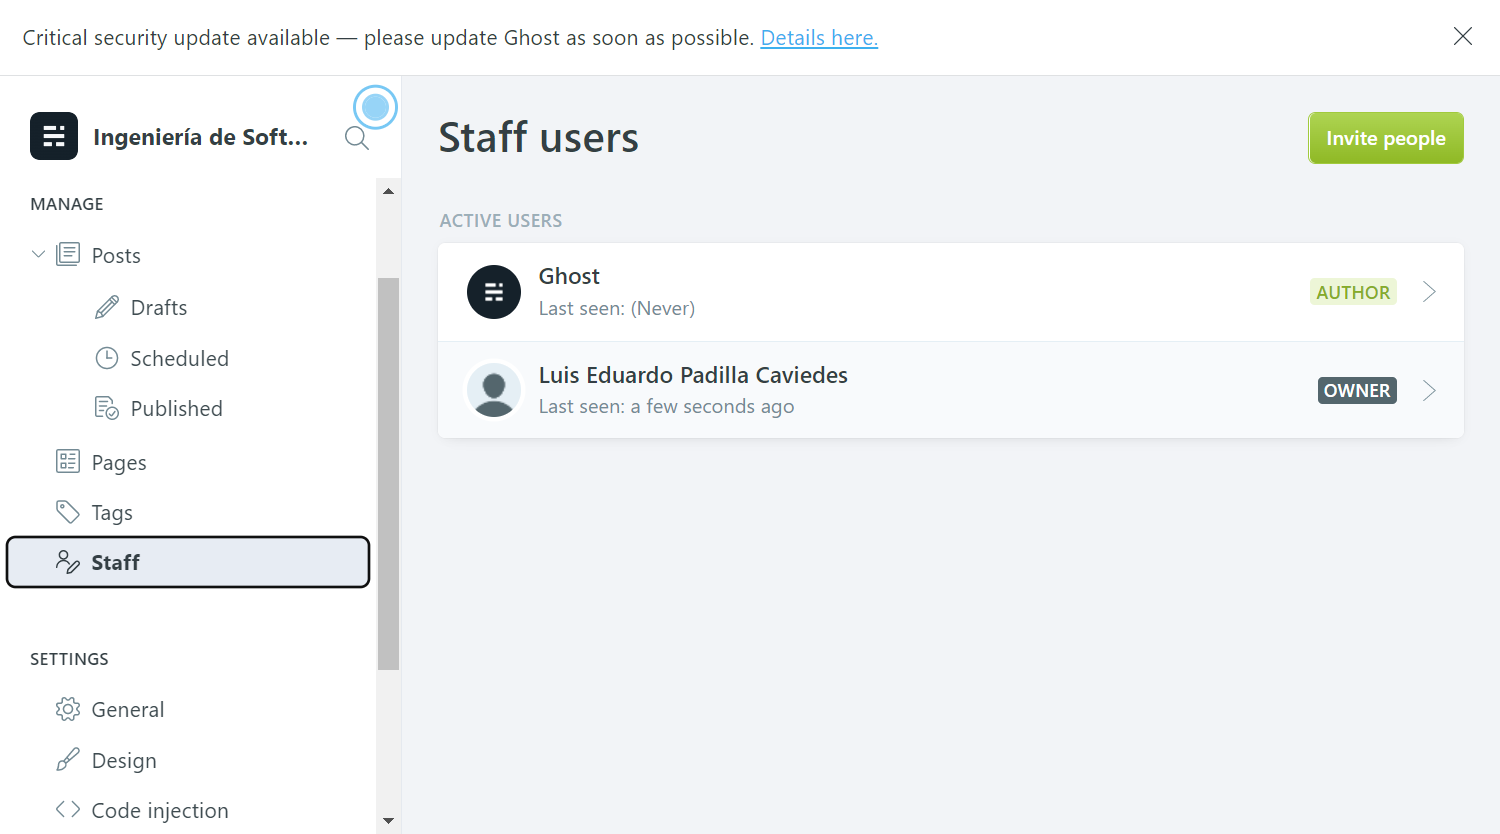 Critical security update available — please update Ghost as soon as possible. Details here.
Ingeniería de Soft...
MANAGE
Posts
Drafts
Scheduled
Published
Pages
Tags
Staff
SETTINGS
General
Design
Code injection
Staff users
Invite people
ACTIVE USERS
Ghost
Last seen: (Never)
AUTHOR
Luis Eduardo Padilla Caviedes
Last seen: a few seconds ago
OWNER